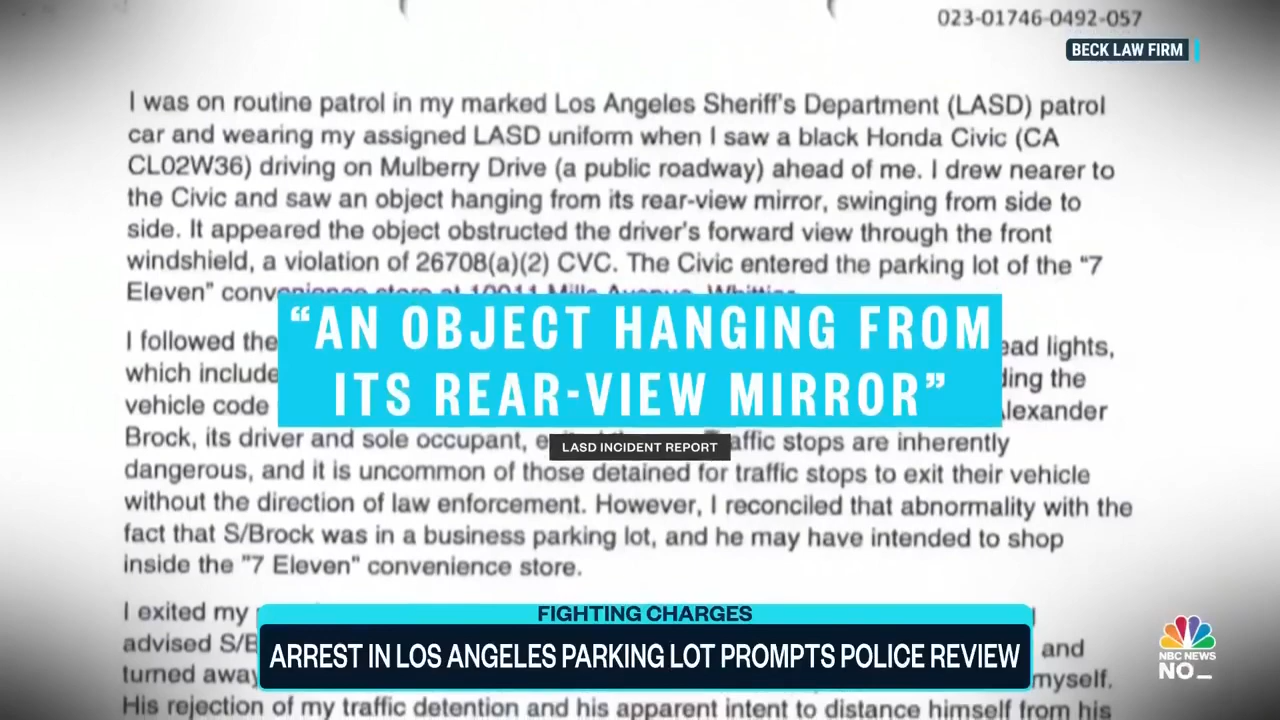 023-01746-0492-057
BECK LAW FIRM
I was on routine patrol in my marked Los Angeles Sheriff's Department (LASD) patrol
car and wearing my assigned LASD uniform when I saw a black Honda Civic (CA
CL02W36) driving on Mulberry Drive (a public roadway) ahead of me. I drew nearer to
the Civic and saw an object hanging from its rear-view mirror, swinging from side to
side. It appeared the object obstructed the driver's forward view through the front
windshield, a violation of 26708(a)(2) CVC. The Civic entered the parking lot of the "7
Eleven" convenience store at 10011 Mills Avenue, Whittier
"AN OBJECT HANGING FROM
ITS REAR-VIEW MIRROR"
LASD INCIDENT REPORT
I followed the ead lights,
which include ding the
vehicle code lexander
Brock, its driver and sole occupant, affic stops are inherently
dangerous, and it is uncommon of those detained for traffic stops to exit their vehicle
without the direction of law enforcement. However, I reconciled that abnormality with the
fact that S/Brock was in a business parking lot, and he may have intended to shop
inside the "7 Eleven" convenience store.
I exited my
advised S/B and
turned away myself.
His rejection of my traffic detention and his apparent intent to distance himself from his
FIGHTING CHARGES
ARREST IN LOS ANGELES PARKING LOT PROMPTS POLICE REVIEW
NBC NEWS
NO_